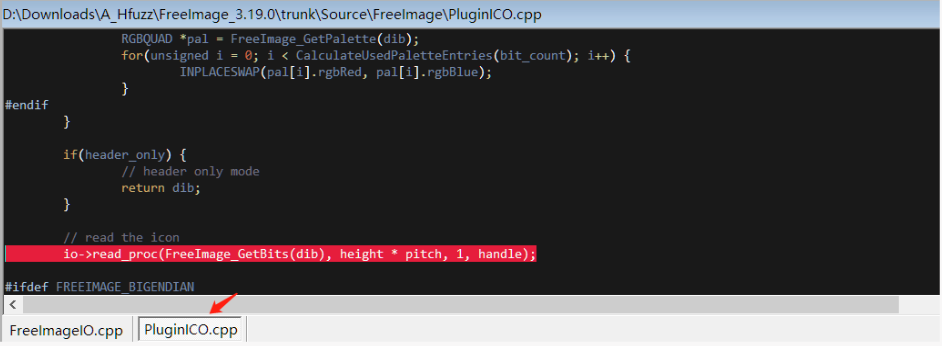 D:\Downloads\A_Hfuzz\FreeImage_3.19.0\trunk\Source\FreeImage\PluginICO.cpp
RGBQUAD *pal = FreeImage_GetPalette(dib);
for(unsigned i = 0; i < CalculateUsedPaletteEntries(bit_count); i++) {
INPLACESWAP(pal[i].rgbRed, pal[i].rgbBlue);
}
#endif
}
if(header_only) {
// header only mode
return dib;
}
// read the icon
io->read_proc(FreeImage_GetBits(dib), height * pitch, 1, handle);
#ifdef FREEIMAGE_BIGENDIAN
FreeImageIO.cpp PluginICO.cpp